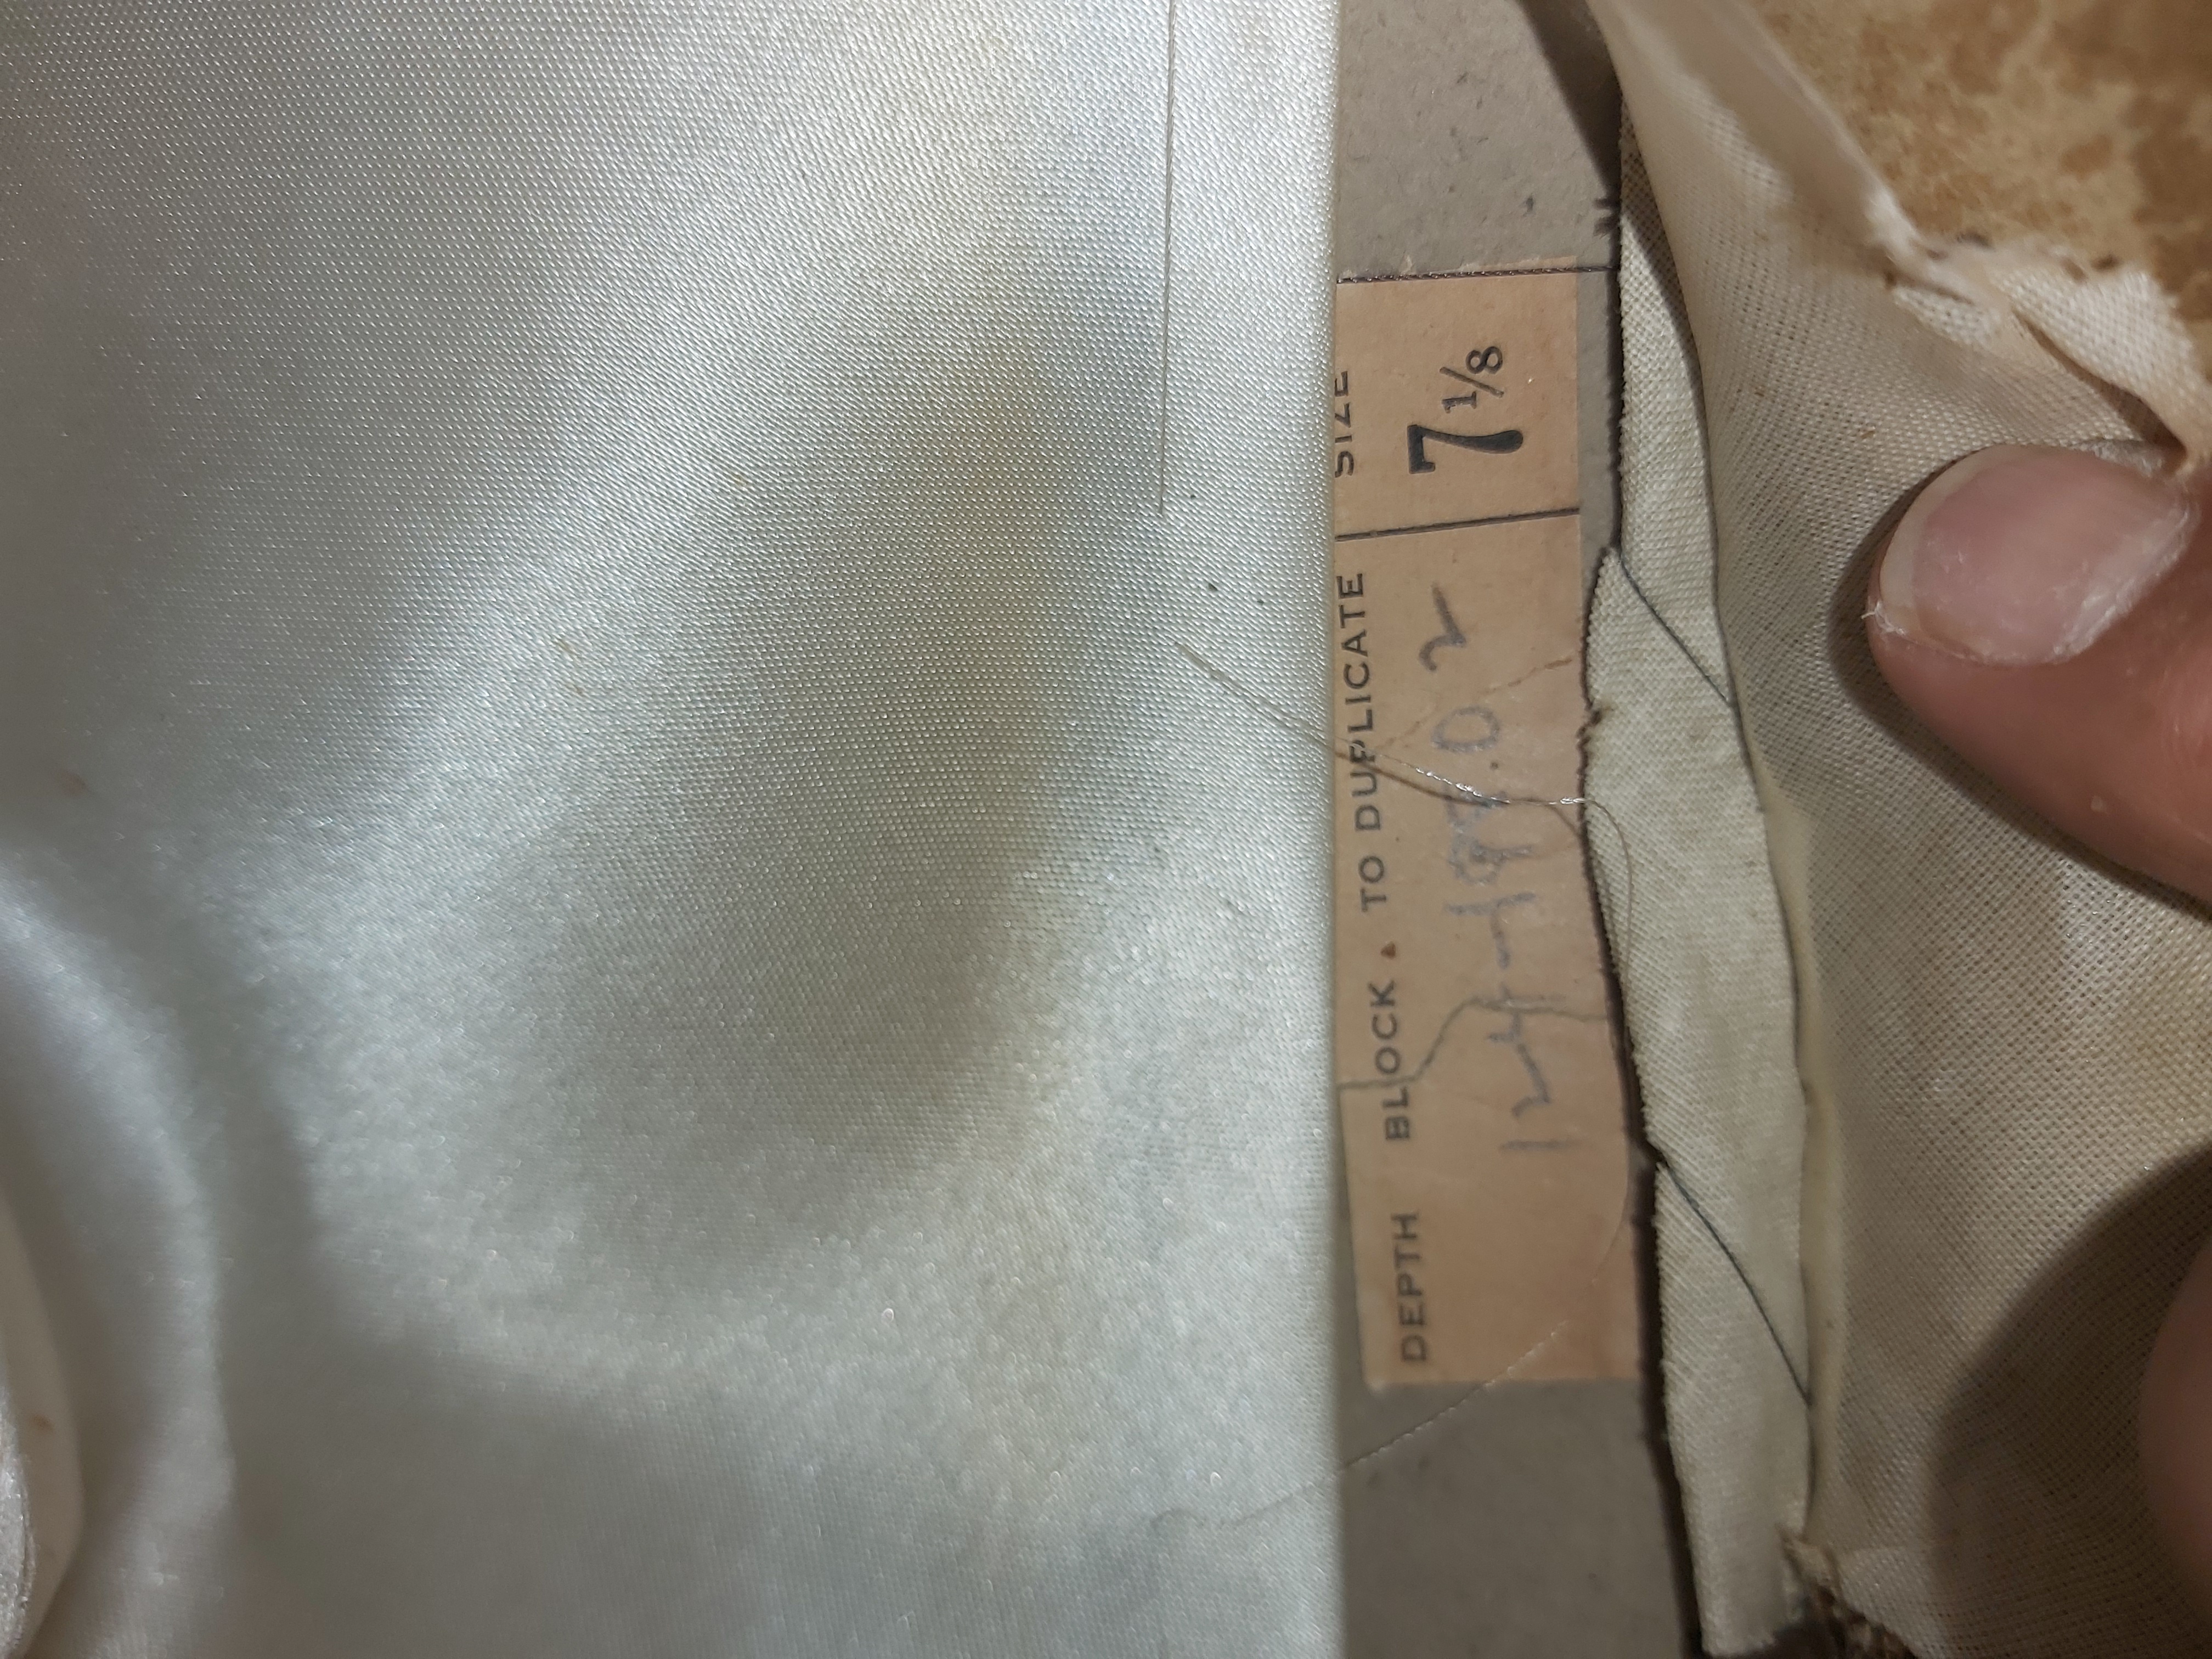 DEPTH BLOCK. TO DUPLICATE SIZE
7 1/8